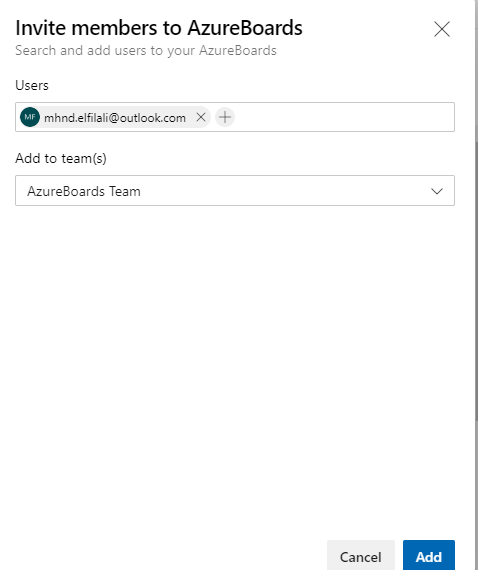 Invite members to AzureBoards
Search and add users to your AzureBoards
Users
MF mhnd.elfilali@outlook.com
Add to team(s)
AzureBoards Team
Cancel Add